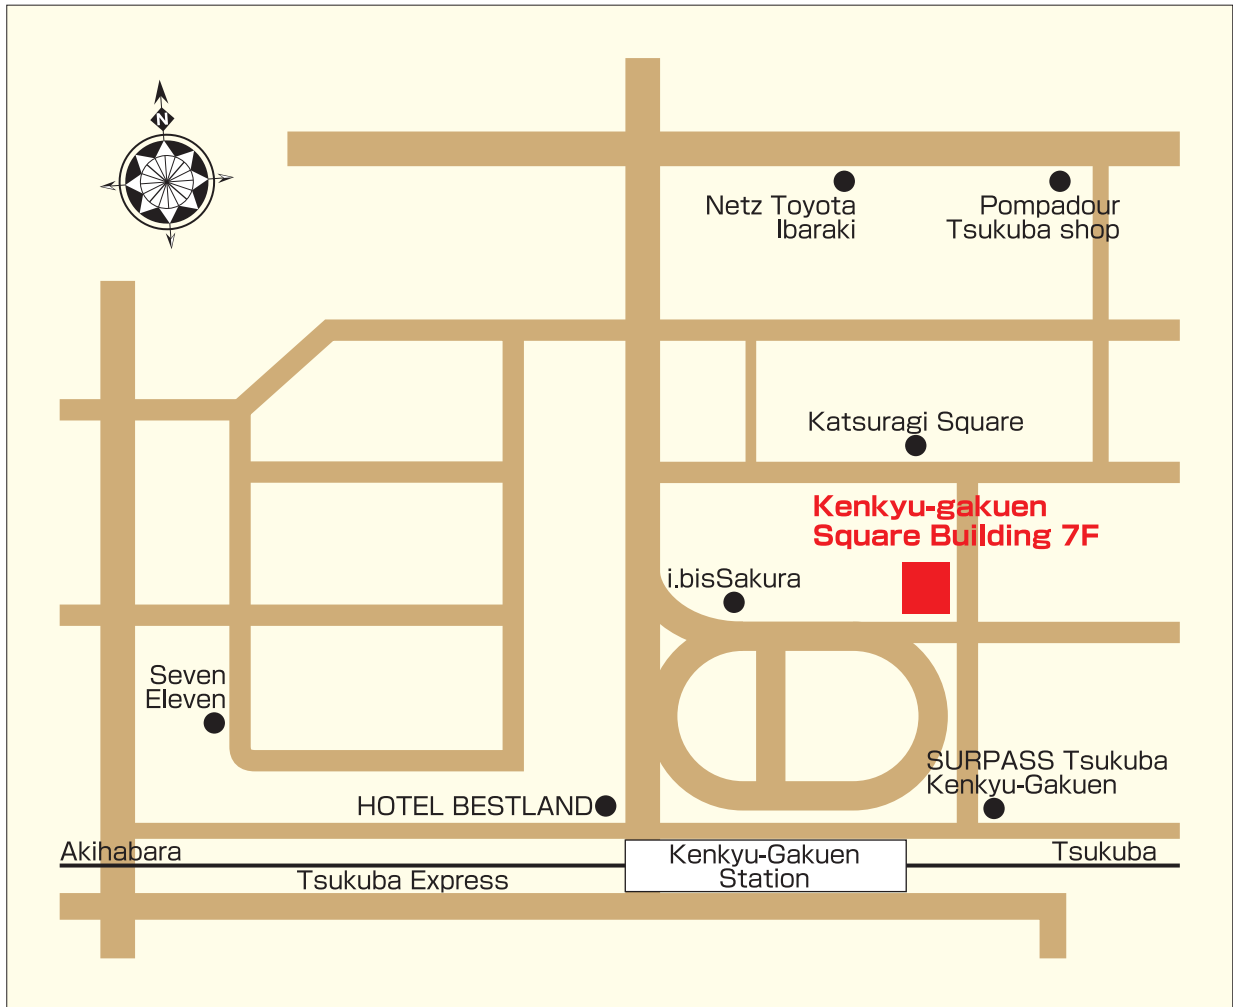 N
Netz Toyota
Ibaraki
Pompadour
Tsukuba shop
Katsuragi Square
Kenkyu-gakuen
Square Building 7F
i.bisSakura
Seven
Eleven
SURPASS Tsukuba
Kenkyu-Gakuen
HOTEL BESTLAND
Akihabara
Kenkyu-Gakuen
Station
Tsukuba
Tsukuba Express